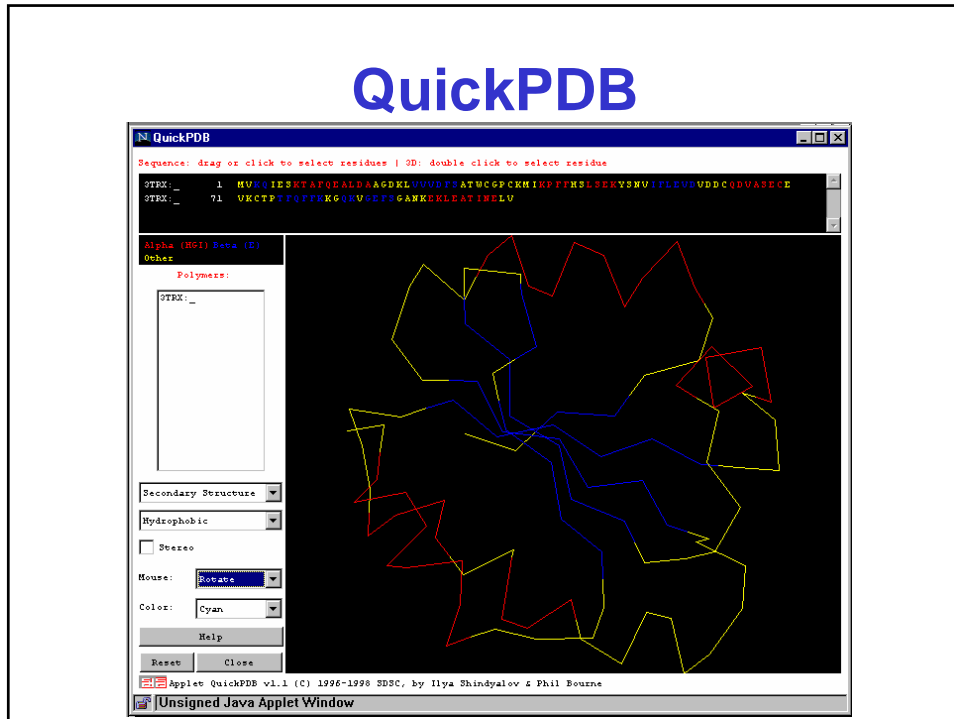 QuickPDB
QuickPDB
Sequence: drag or click to select residues | 3D: double click to select residue
3TRX:_ 1 MVKQIESKTAFQEALDAAGDKLVVVDFSATWCGPCKMIKPFFHSLSEKYSNVIFLEVDVDDCQDVASECE
3TRX:_ 71 VKCTPTFQFFKKGQKVGEFSGANKEKLEATINELV
Alpha (HGI) Beta (E)
Other
Polymers:
3TRX:_
Secondary Structure
Hydrophobic
Stereo
Mouse: Rotate
Color: Cyan
Help
Reset Close
Applet QuickPDB v1.1 (C) 1996-1998 SDSC, by Ilya Shindyalov & Phil Bourne
Unsigned Java Applet Window